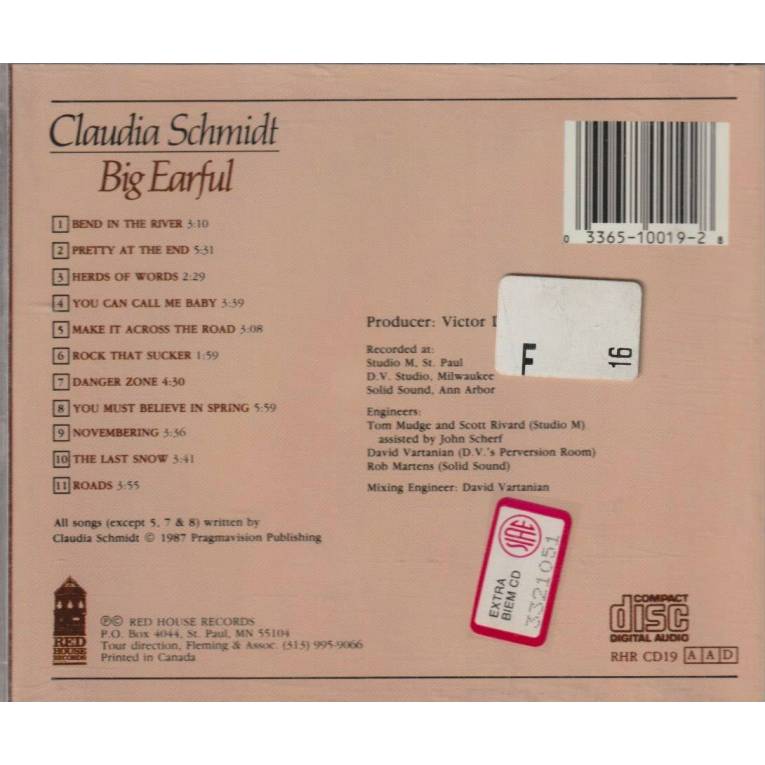 Claudia Schmidt
Big Earful
1 BEND IN THE RIVER 3:10
2 PRETTY AT THE END 5:31
3 HERDS OF WORDS 2:29
4 YOU CAN CALL ME BABY 3:39
5 MAKE IT ACROSS THE ROAD 3:08
6 ROCK THAT SUCKER 1:59
7 DANGER ZONE 4:30
8 YOU MUST BELIEVE IN SPRING 5:59
9 NOVEMBERING 3:36
10 THE LAST SNOW 3:41
11 ROADS 3:55
All songs (except 5, 7 & 8) written by
Claudia Schmidt © 1987 Pragmavision Publishing
RED
HOUSE
RECORDS
℗© RED HOUSE RECORDS
P.O. Box 4044, St. Paul, MN 55104
Tour direction, Fleming & Assoc. (313) 995-9066
Printed in Canada
0 3365-10019-2 8
Producer: Victor
F 16
Recorded at:
Studio M, St. Paul
D.V. Studio, Milwaukee
Solid Sound, Ann Arbor
Engineers:
Tom Mudge and Scott Rivard (Studio M)
assisted by John Scherf
David Vartanian (D.V.'s Perversion Room)
Rob Martens (Solid Sound)
Mixing Engineer: David Vartanian
SIAE
EXTRA
BIEM CD
3321051
COMPACT
disc
DIGITAL AUDIO
RHR CD19 A A D